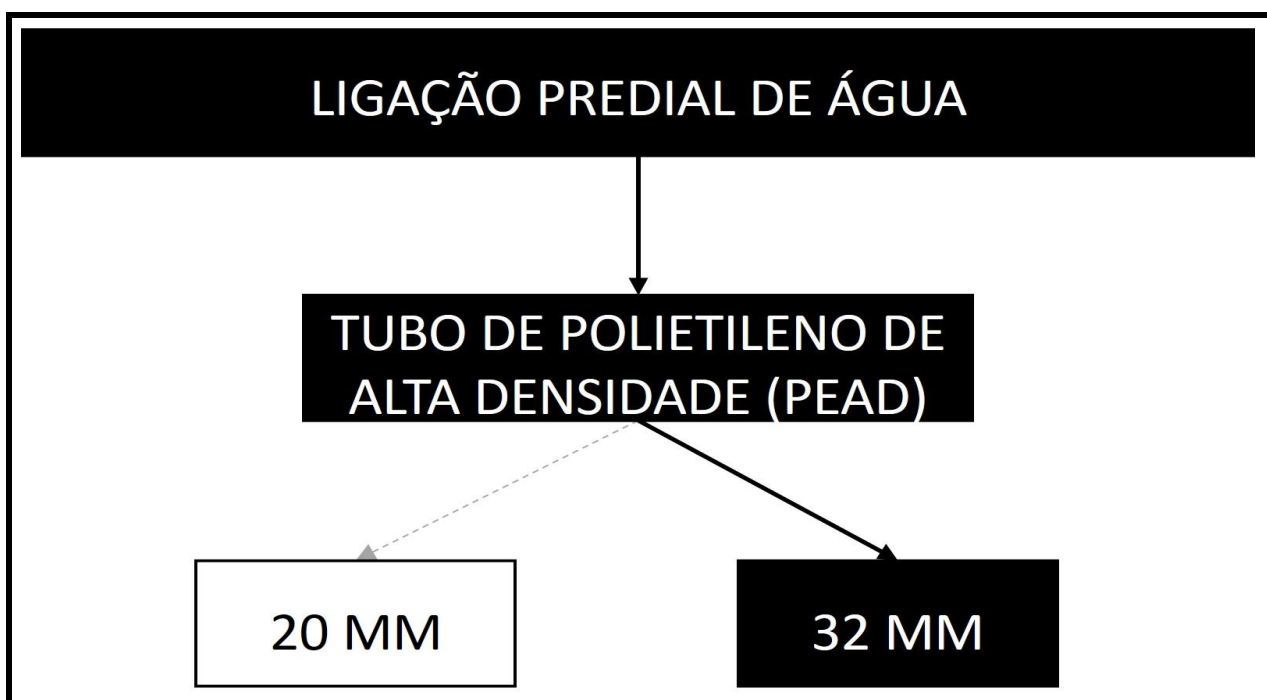 LIGAÇÃO PREDIAL DE ÁGUA
TUBO DE POLIETILENO DE
ALTA DENSIDADE (PEAD)
20 MM
32 MM